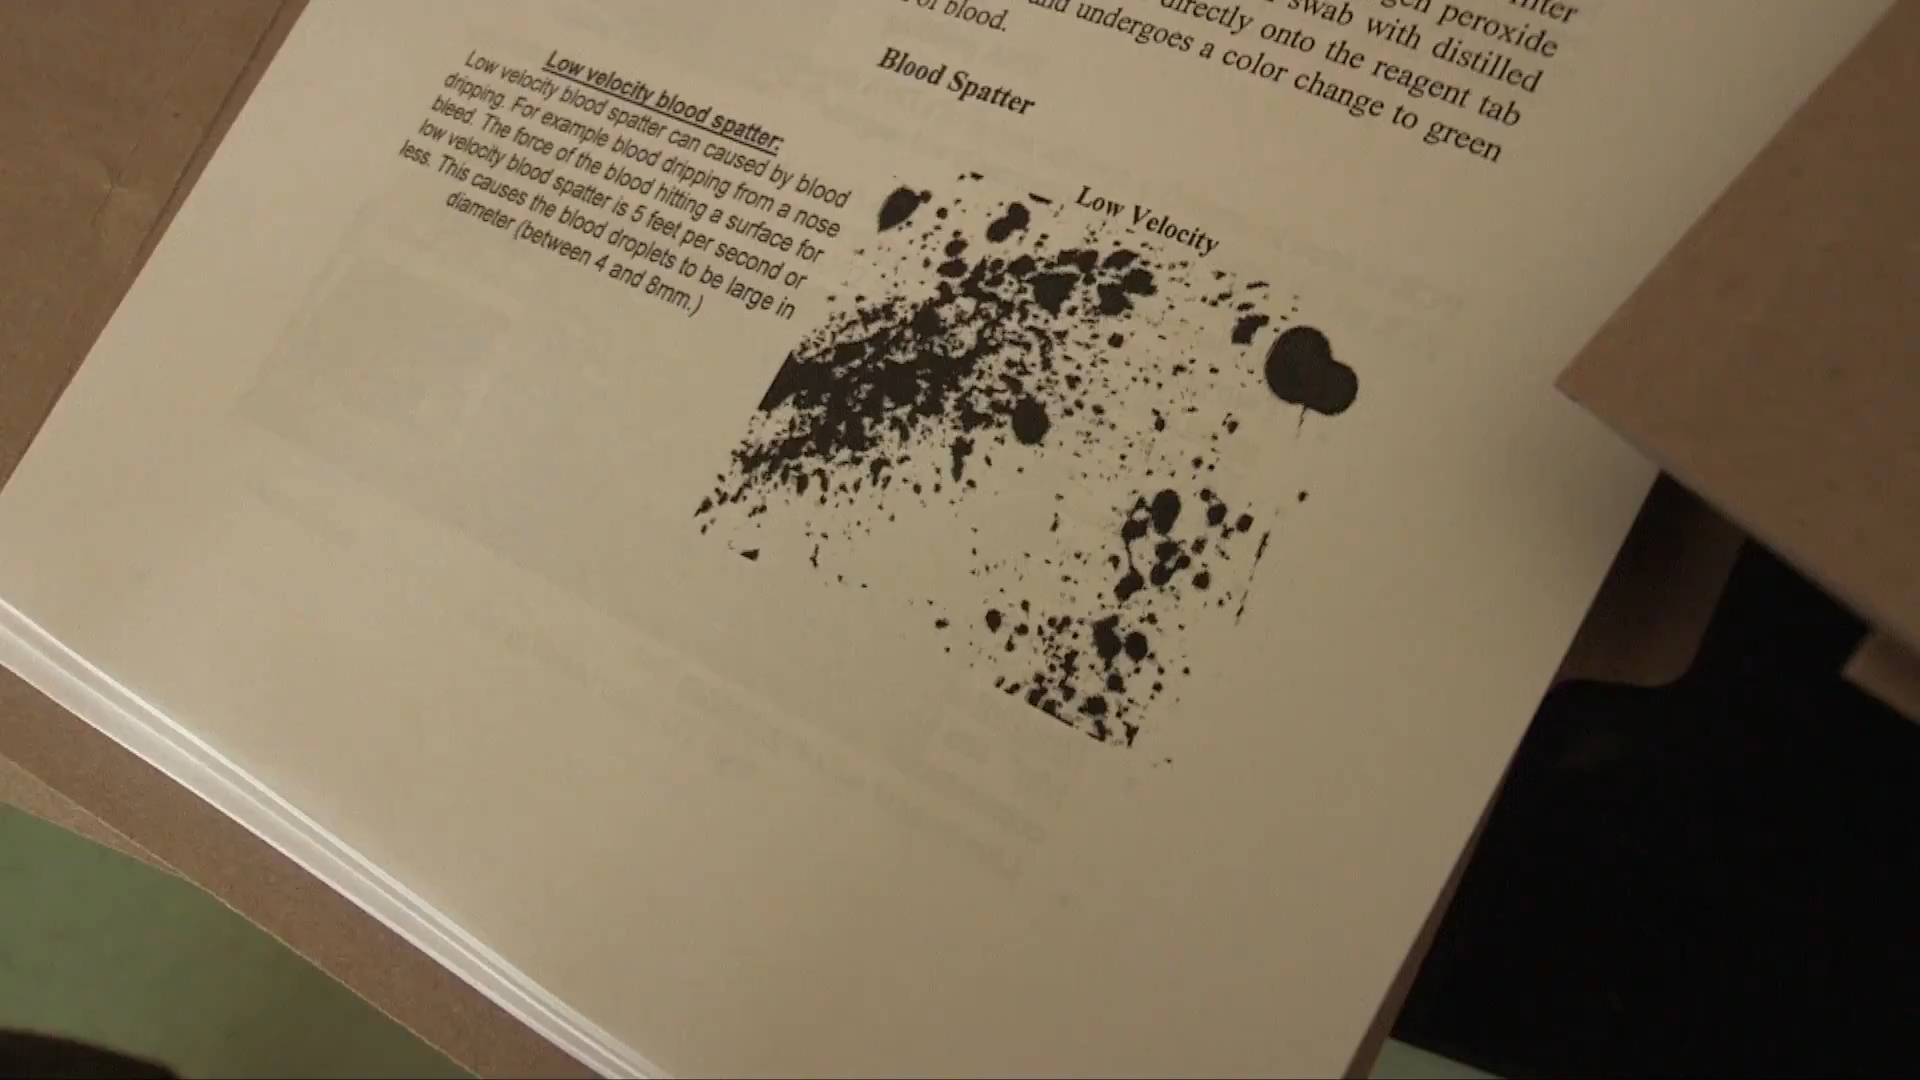 gen peroxide
swab with distilled
directly onto the reagent tab
and undergoes a color change to green
of blood.
Blood Spatter
Low velocity blood spatter:
Low velocity blood spatter can caused by blood
dripping. For example blood dripping from a nose
bleed. The force of the blood hitting a surface for
low velocity blood spatter is 5 feet per second or
less. This causes the blood droplets to be large in
diameter (between 4 and 8mm.)
Low Velocity